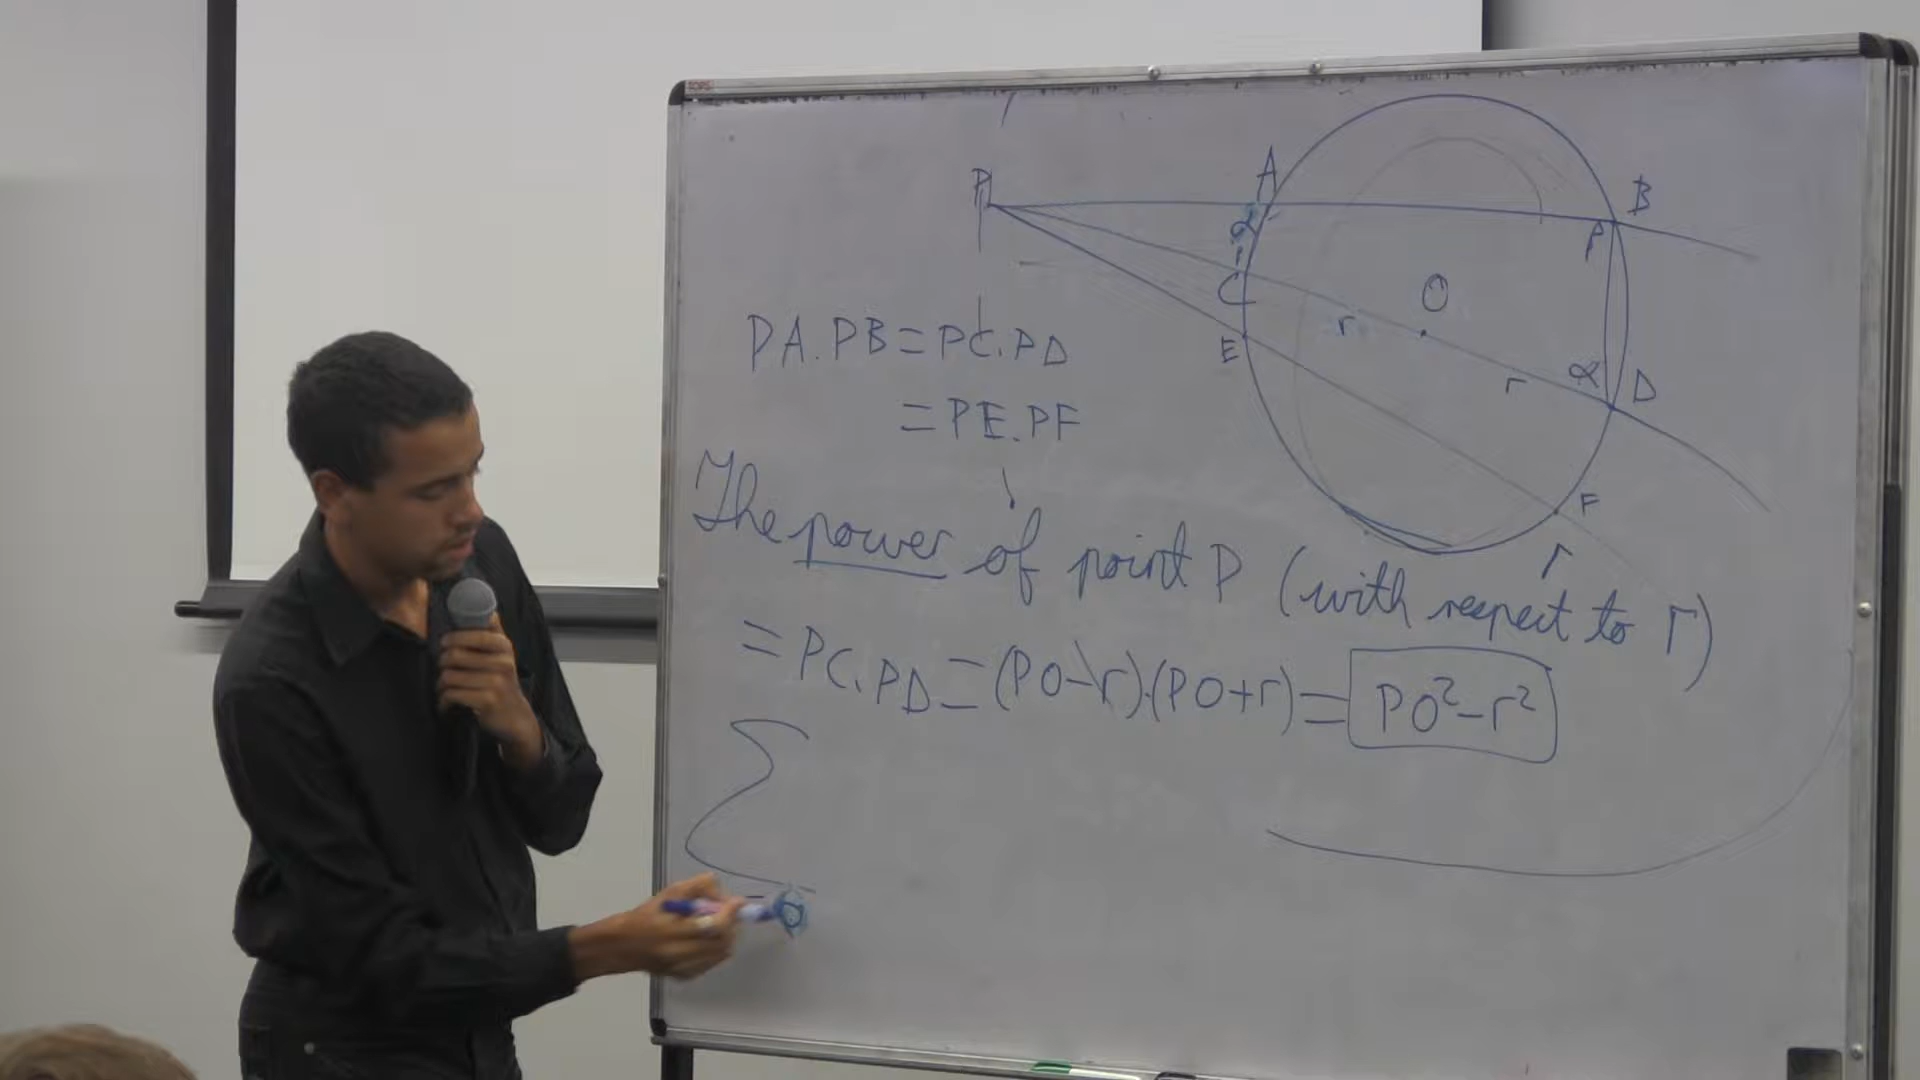 A
P
B
α
β
C
O
r
E
r
α
D
PA.PB=PC.PD
=PE.PF
F
Γ
The power of point P (with respect to Γ)
=PC.PD=(PO-r).(PO+r)=PO²-r²